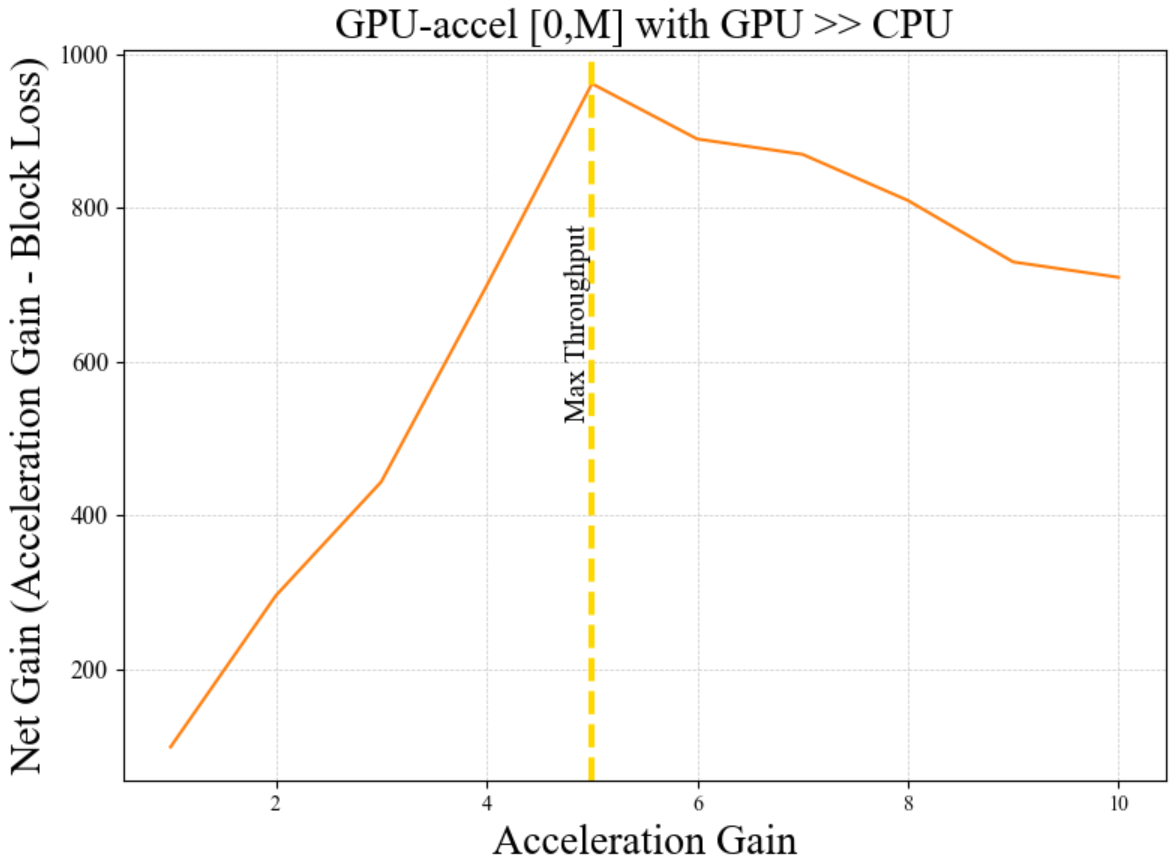 GPU-accel [0,M] with GPU >> CPU
Net Gain (Acceleration Gain - Block Loss)
1000
800
600
400
200
Max Throughput
2
4
6
8
10
Acceleration Gain